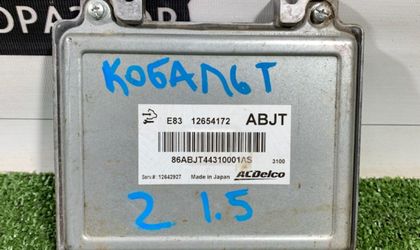 КОБАЛЬТ
E83 12654172 ABJT
86ABJT44310001AS
3100
Serv#: 12642927 Made in Japan ACDelco
2 1.5